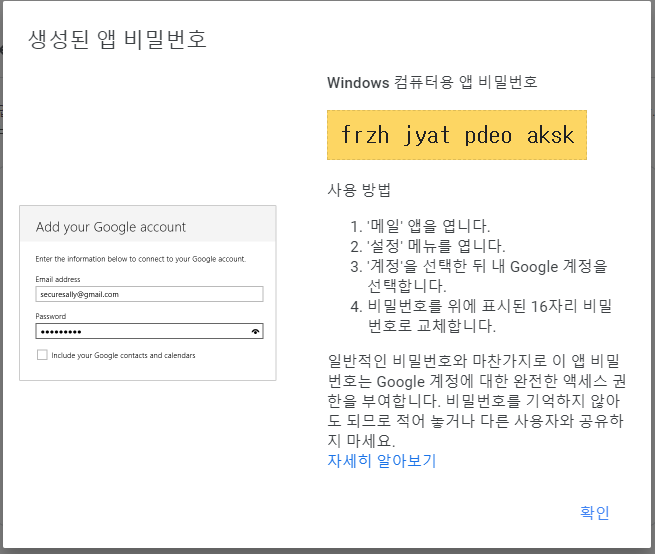 생성된 앱 비밀번호
Windows 컴퓨터용 앱 비밀번호
frzh jyat pdeo aksk
사용 방법
1. '메일' 앱을 엽니다.
2. '설정' 메뉴를 엽니다.
3. '계정'을 선택한 뒤 내 Google 계정을
선택합니다.
4. 비밀번호를 위에 표시된 16자리 비밀
번호로 교체합니다.
일반적인 비밀번호와 마찬가지로 이 앱 비밀
번호는 Google 계정에 대한 완전한 액세스 권
한을 부여합니다. 비밀번호를 기억하지 않아
도 되므로 적어 놓거나 다른 사용자와 공유하
지 마세요.
자세히 알아보기
Add your Google account
Enter the information below to connect to your Google account.
Email address
securesally@gmail.com
Password
•••••••••
Include your Google contacts and calendars
확인